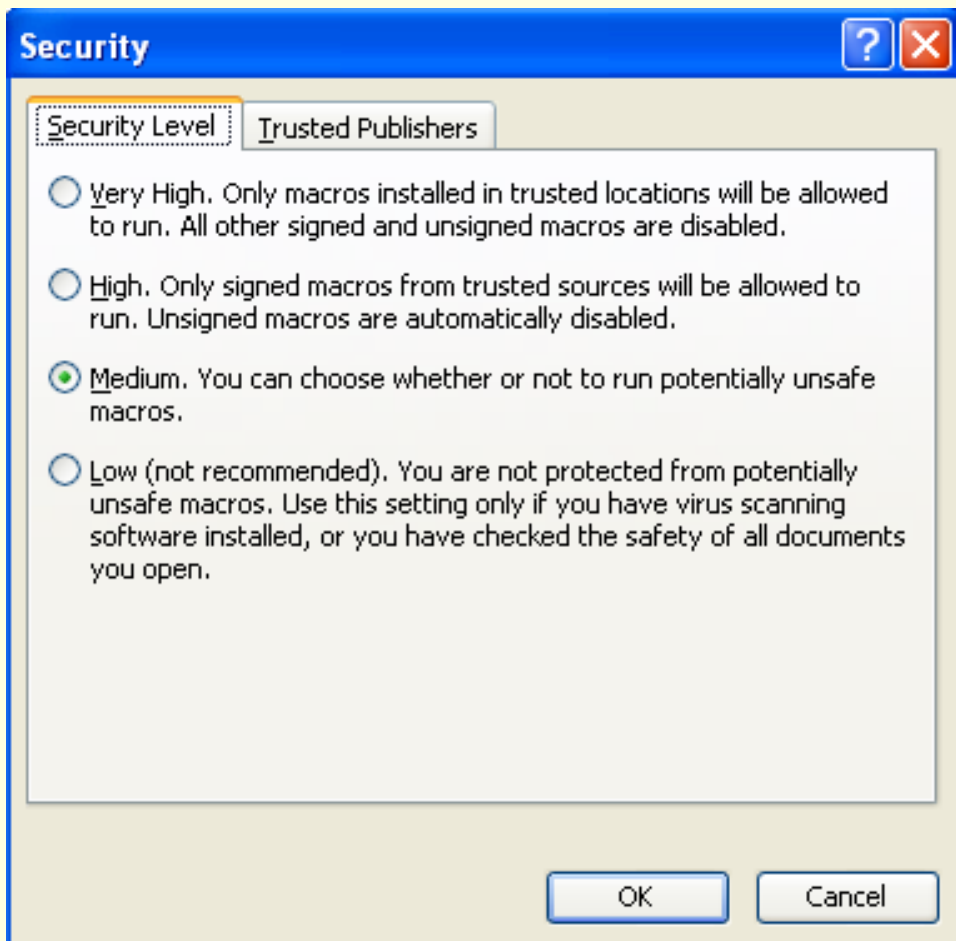 Security
?
Security Level
Trusted Publishers
Very High. Only macros installed in trusted locations will be allowed
to run. All other signed and unsigned macros are disabled.
High. Only signed macros from trusted sources will be allowed to
run. Unsigned macros are automatically disabled.
Medium. You can choose whether or not to run potentially unsafe
macros.
Low (not recommended). You are not protected from potentially
unsafe macros. Use this setting only if you have virus scanning
software installed, or you have checked the safety of all documents
you open.
OK
Cancel